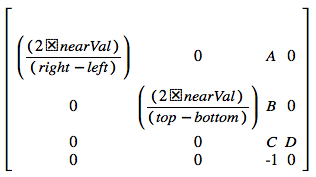 (2☒nearVal)
(right − left) 0 A 0
(2☒nearVal)
0 (top − bottom) B 0
0 0 C D
0 0 -1 0